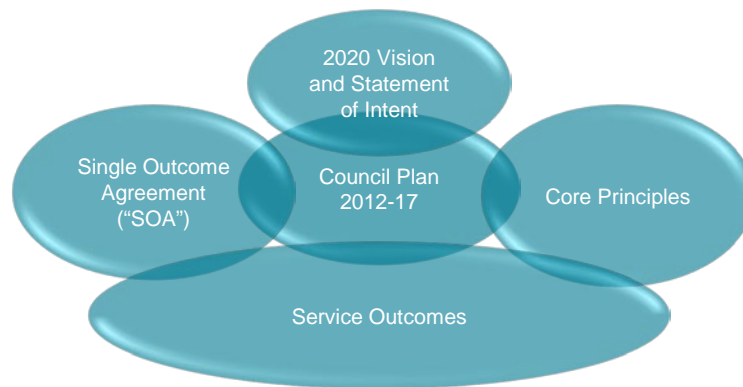 2020 Vision
and Statement
of Intent
Single Outcome
Agreement
(“SOA”)
Council Plan
2012-17
Core Principles
Service Outcomes